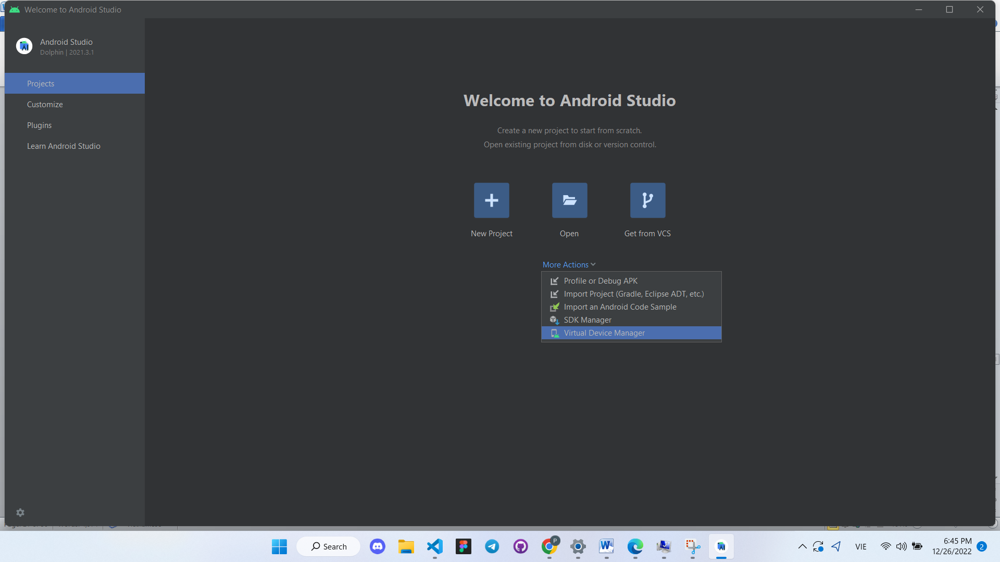 Welcome to Android Studio
Android Studio
Dolphin | 2021.3.1
Projects
Customize
Plugins
Learn Android Studio
Welcome to Android Studio
Create a new project to start from scratch.
Open existing project from disk or version control.
New Project
Open
Get from VCS
More Actions
Profile or Debug APK
Import Project (Gradle, Eclipse ADT, etc.)
Import an Android Code Sample
SDK Manager
Virtual Device Manager
Search
P
VIE
6:45 PM
12/26/2022
2